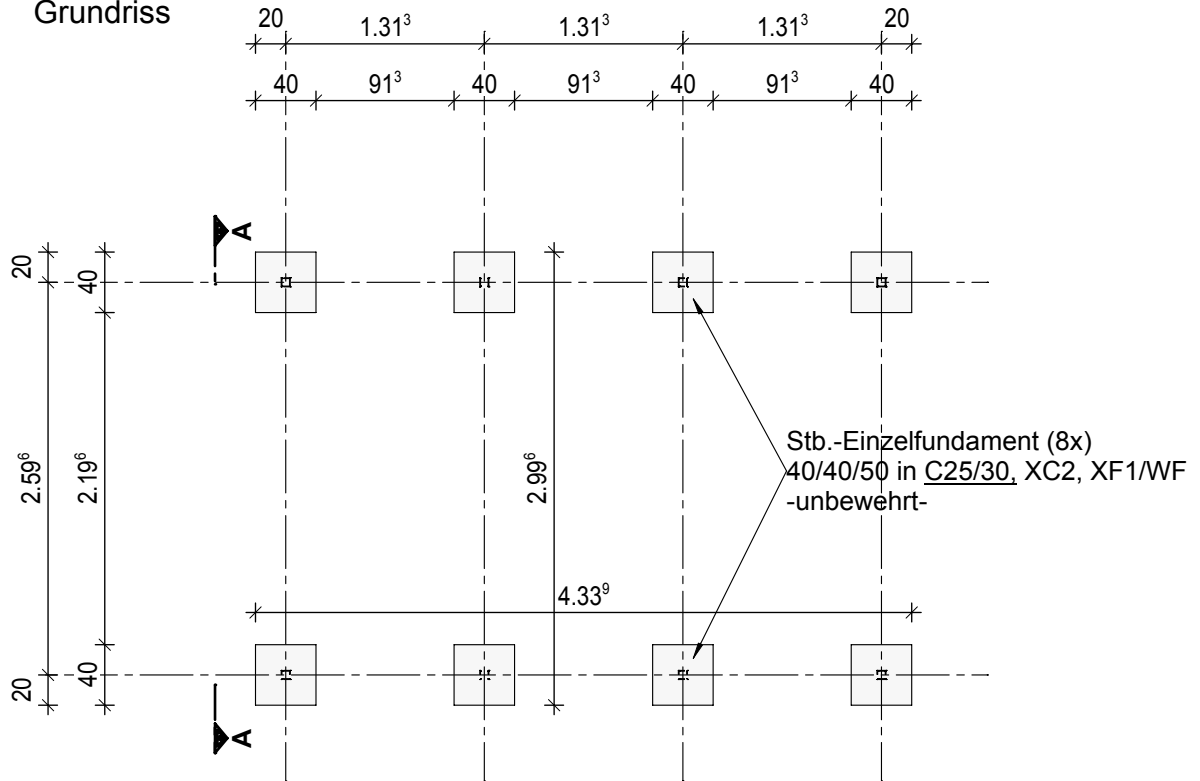 Grundriss
20 1.31³ 1.31³ 1.31³ 20
40 91³ 40 91³ 40 91³ 40
A
20
40
2.59⁶
2.19⁶
2.99⁶
Stb.-Einzelfundament (8x)
40/40/50 in C25/30, XC2, XF1/WF
-unbewehrt-
4.33⁹
40
20
A